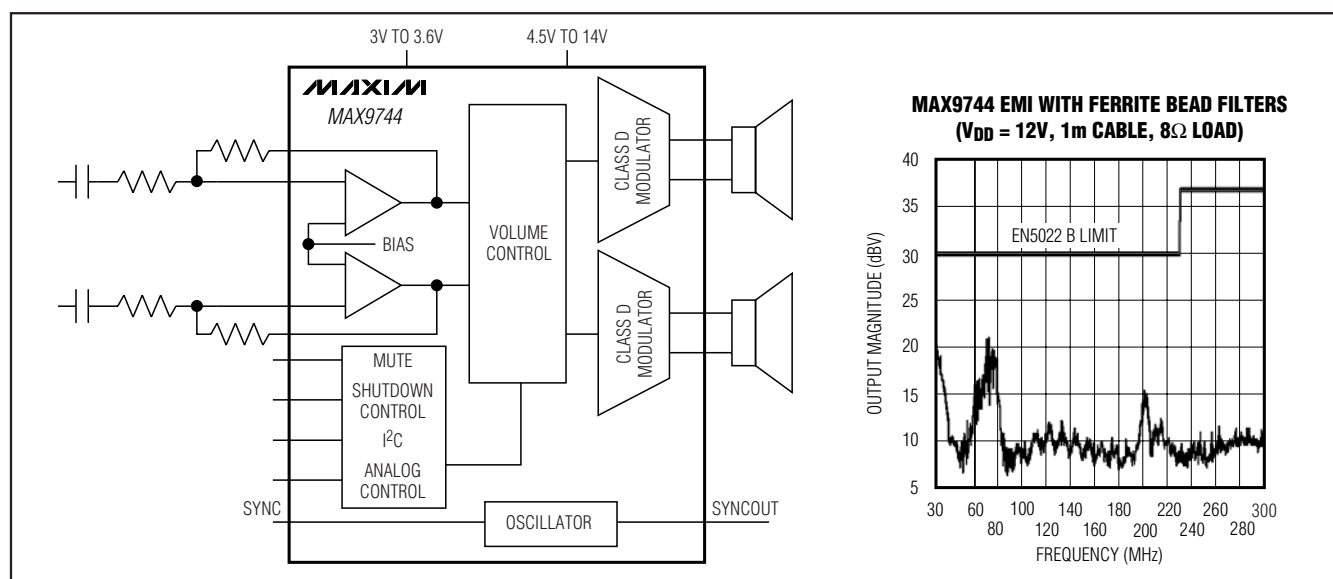 3V TO 3.6V
4.5V TO 14V
MAXIM
MAX9744
BIAS
VOLUME
CONTROL
CLASS D
MODULATOR
CLASS D
MODULATOR
MUTE
SHUTDOWN
CONTROL
I²C
ANALOG
CONTROL
SYNC
OSCILLATOR
SYNCOUT
MAX9744 EMI WITH FERRITE BEAD FILTERS
(VDD = 12V, 1m CABLE, 8Ω LOAD)
OUTPUT MAGNITUDE (dBV)
40
35
30
25
20
15
10
5
EN5022 B LIMIT
30 60 100 140 180 220 260 300
80 120 160 200 240 280
FREQUENCY (MHz)